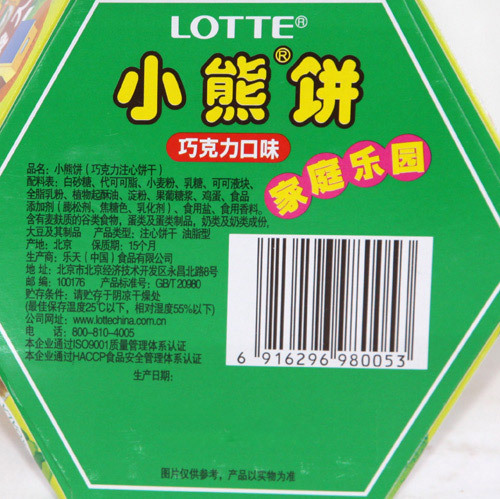 LOTTE®
小熊®饼
巧克力口味
家庭乐园
品名：小熊饼（巧克力注心饼干）
配料表：白砂糖、代可可脂、小麦粉、乳糖、可可液块、
全脂乳粉、植物起酥油、淀粉、果葡糖浆、鸡蛋、食品
添加剂（膨松剂、焦糖色、乳化剂）、食用盐、食用香料。
含有麸质的谷类食物，蛋类及蛋类制品，奶类及奶类成份，
大豆及其制品 产品类型：注心饼干 油脂型
产地：北京 保质期：15个月
生产商：乐天（中国）食品有限公司
地 址：北京市北京经济技术开发区永昌北路8号
邮 编：100176 产品标准号：GB/T 20980
贮存条件：请贮存于阴凉干燥处
（最佳保存温度25℃以下，相对湿度55%以下）
公司网址：www.lottechina.com.cn
电 话：800-810-4005
本企业通过ISO9001质量管理体系认证
本企业通过HACCP食品安全管理体系认证
生产日期：
6 916296 980053
图片仅供参考，产品以实物为准